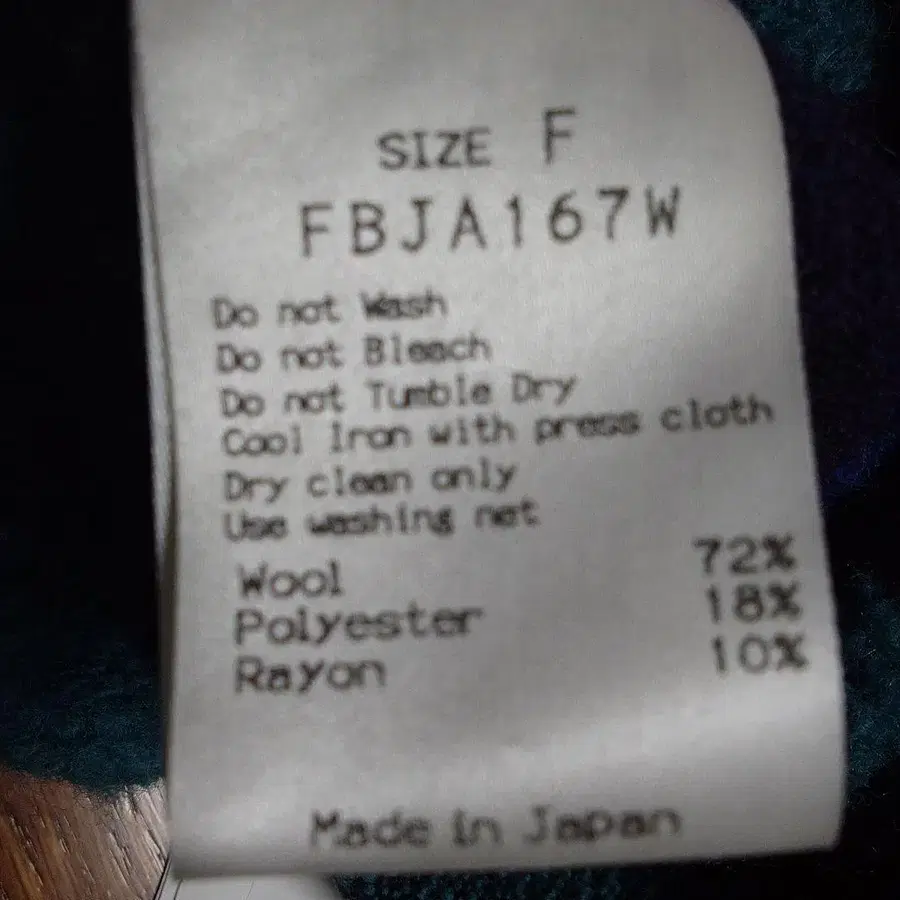 SIZE F
FBJA167W
Do not Wash
Do not Bleach
Do not Tumble Dry
Cool Iron with press cloth
Dry clean only
Use washing net
Wool 72%
Polyester 18%
Rayon 10%
Made in Japan